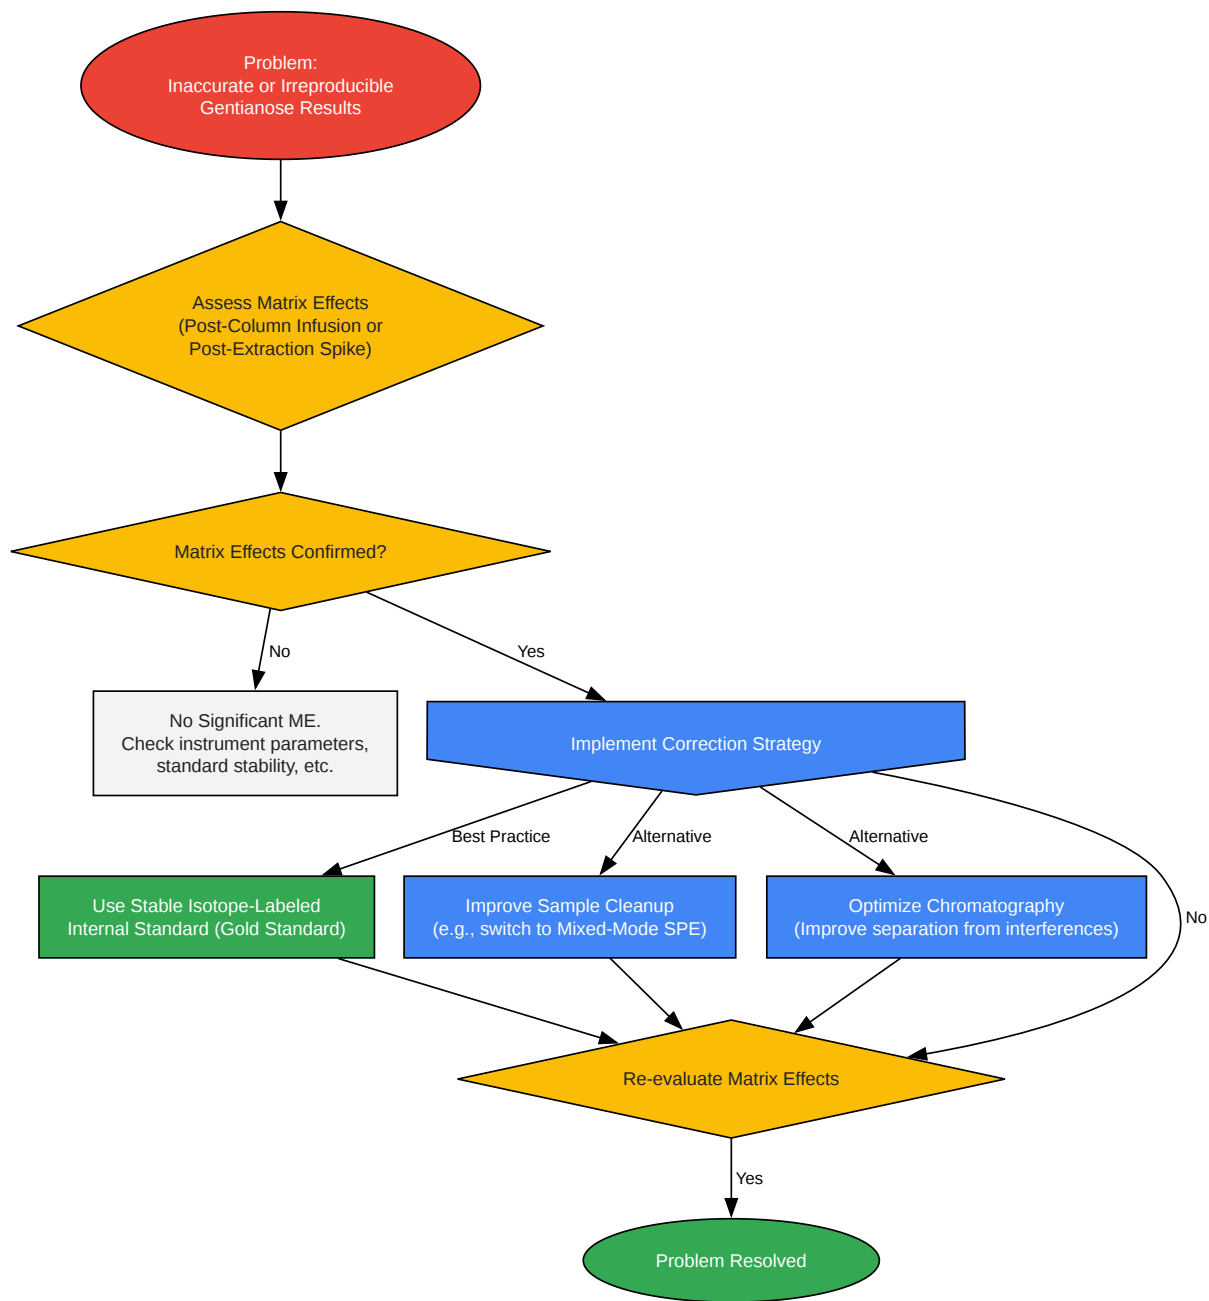 Problem:
Inaccurate or Irreproducible
Gentianose Results
Assess Matrix Effects
(Post-Column Infusion or
Post-Extraction Spike)
Matrix Effects Confirmed?
No
Yes
No Significant ME.
Check instrument parameters,
standard stability, etc.
Implement Correction Strategy
Best Practice
Alternative
Alternative
Use Stable Isotope-Labeled
Internal Standard (Gold Standard)
Improve Sample Cleanup
(e.g., switch to Mixed-Mode SPE)
Optimize Chromatography
(Improve separation from interferences)
No
Re-evaluate Matrix Effects
Yes
Problem Resolved